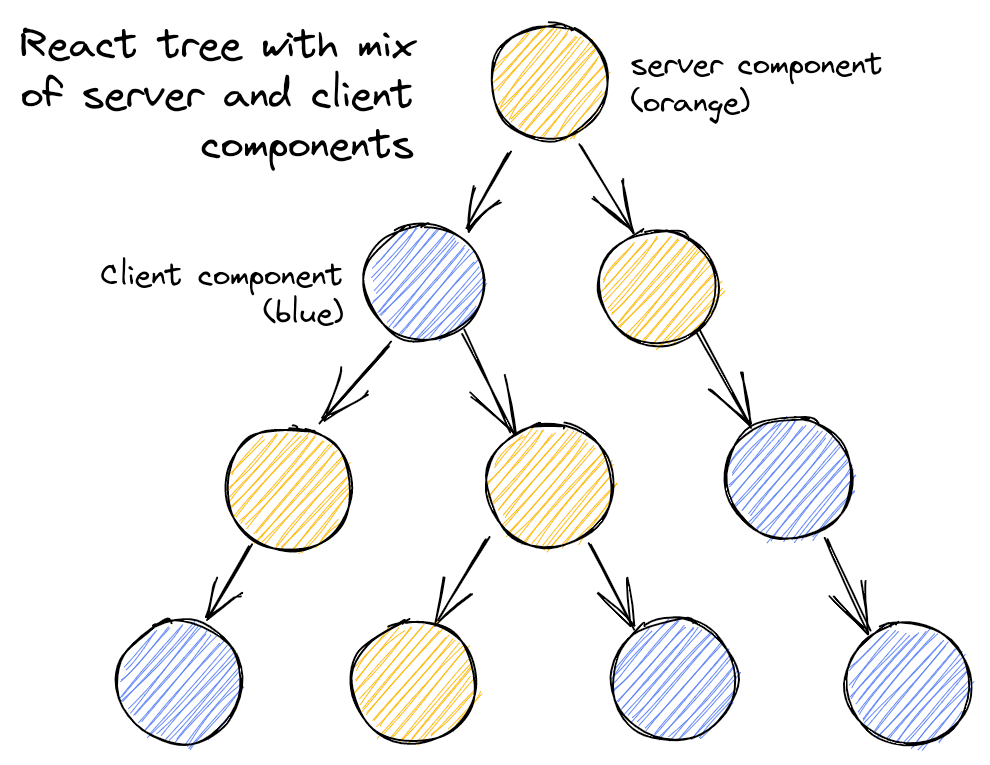 React tree with mix
of server and client
components
server component
(orange)
Client component
(blue)